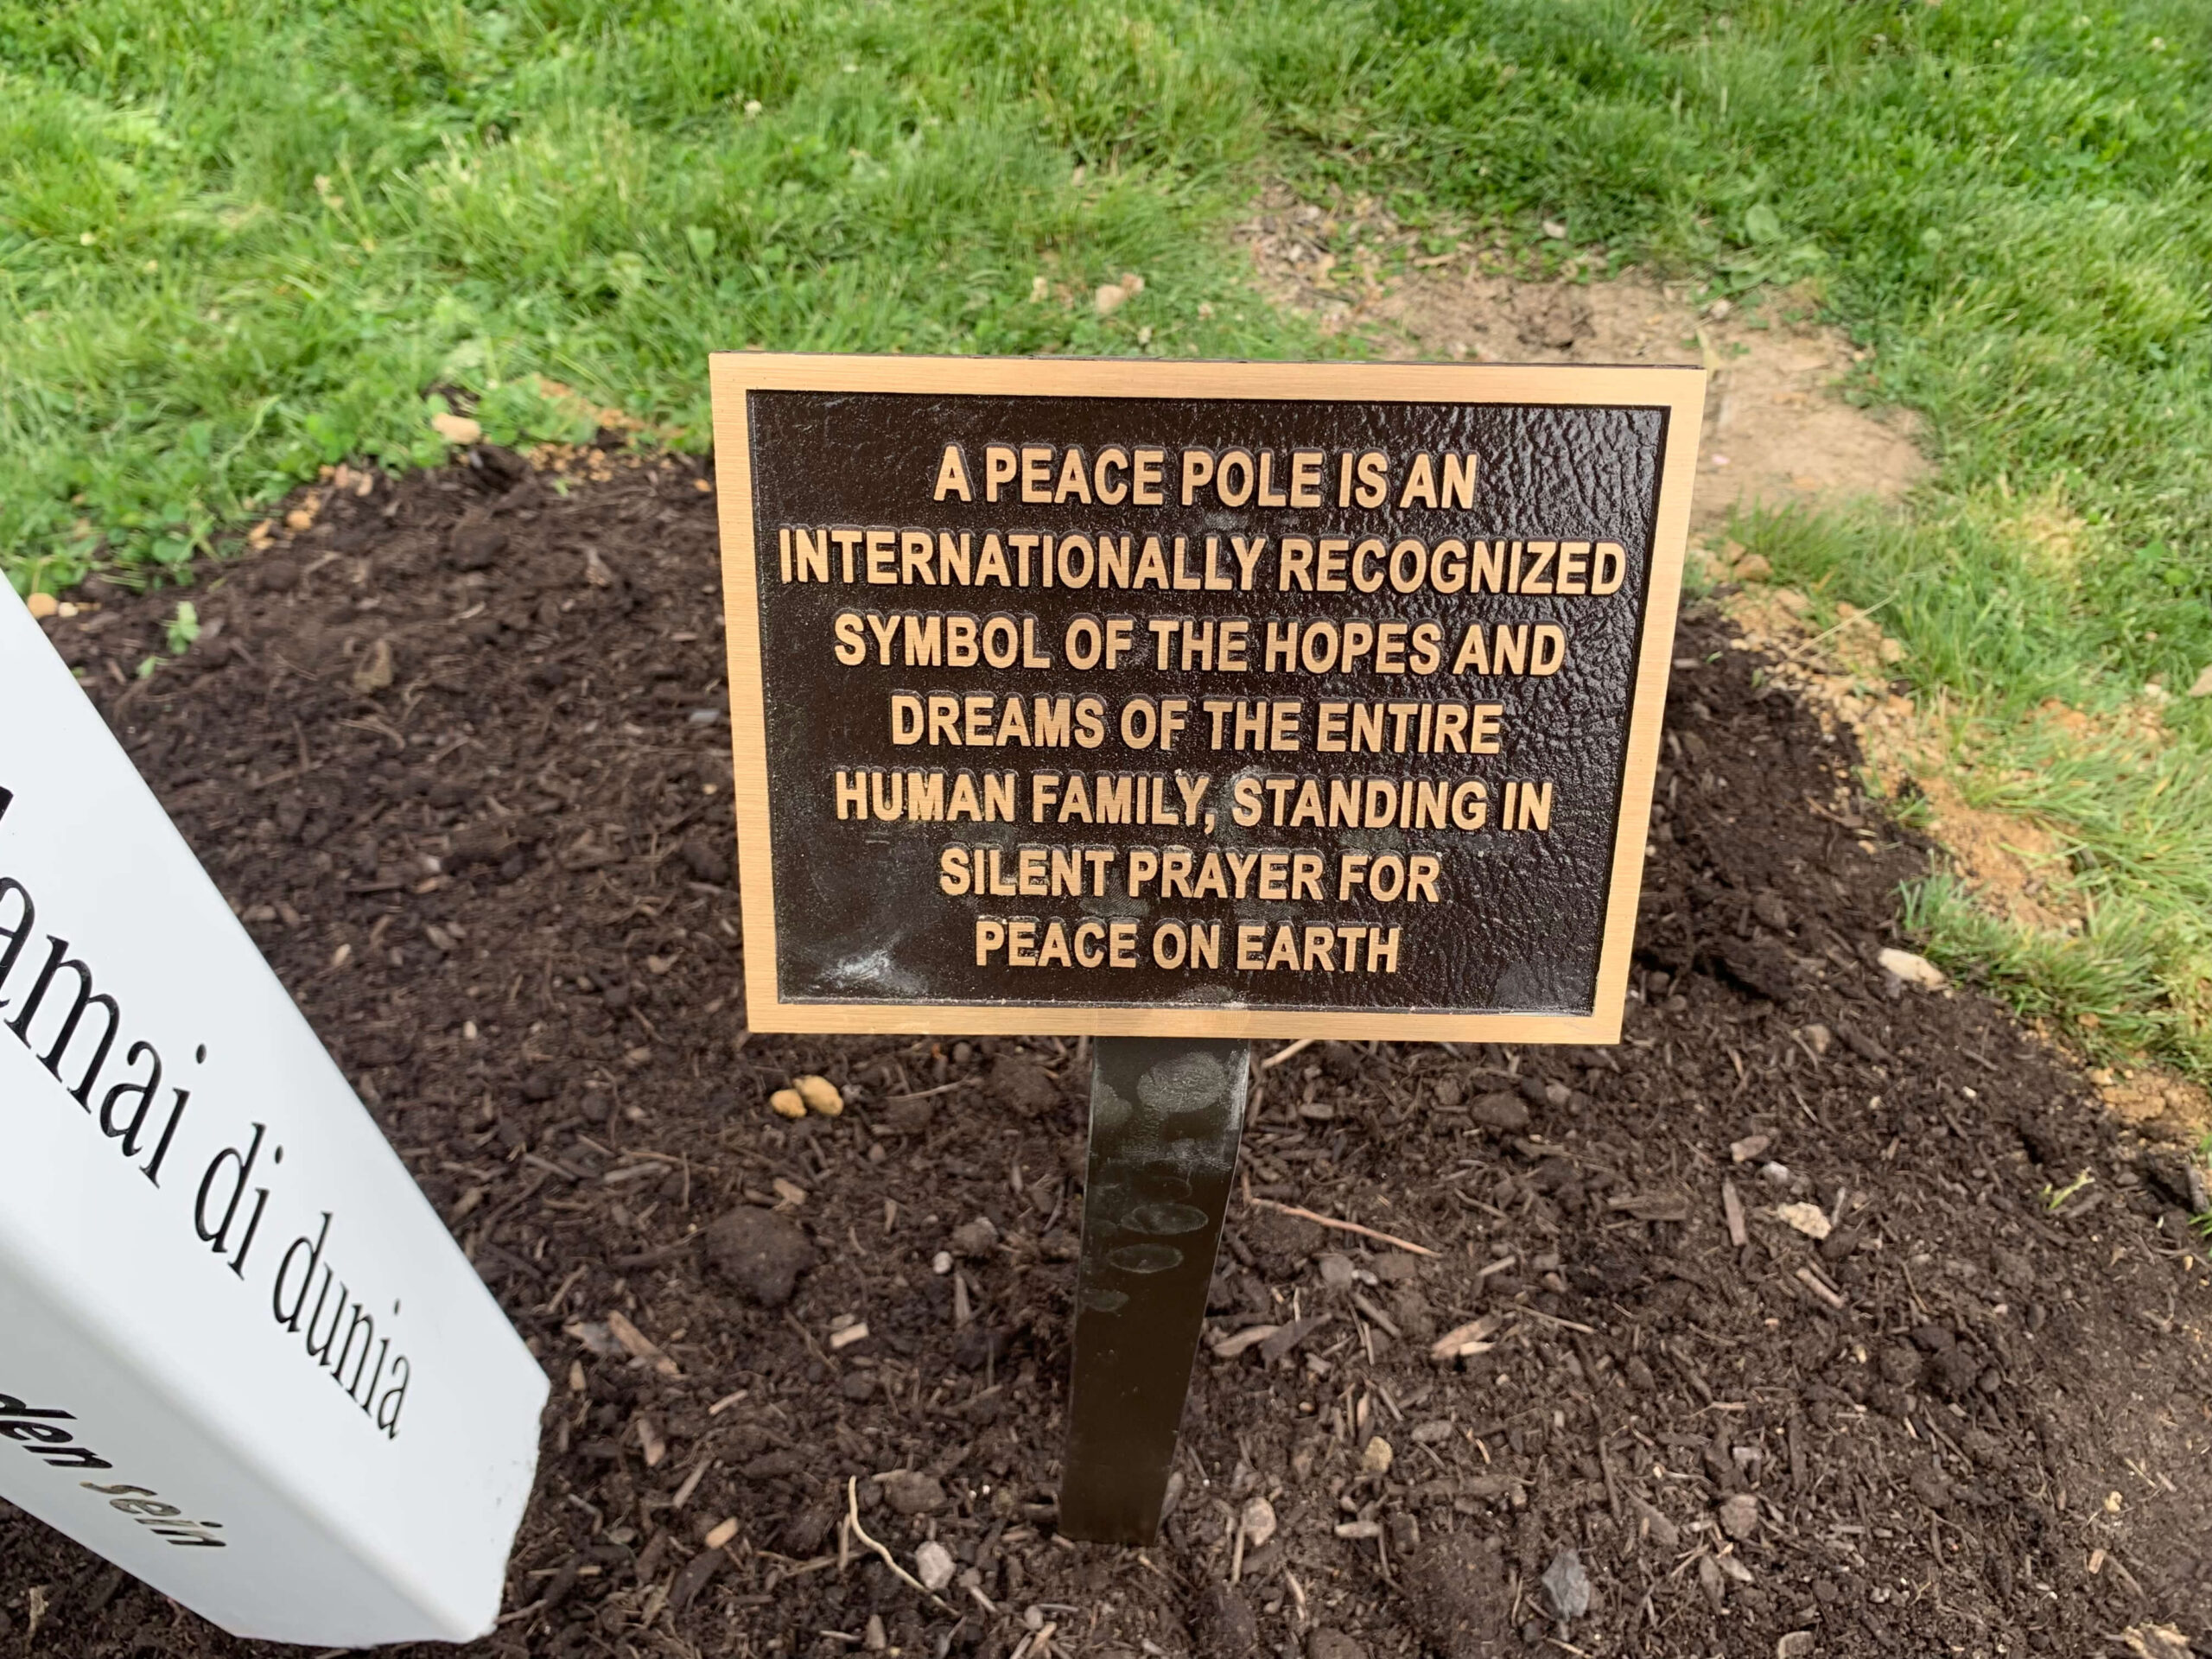 A PEACE POLE IS AN
INTERNATIONALLY RECOGNIZED
SYMBOL OF THE HOPES AND
DREAMS OF THE ENTIRE
HUMAN FAMILY, STANDING IN
SILENT PRAYER FOR
PEACE ON EARTH
amai di dunia
den sein